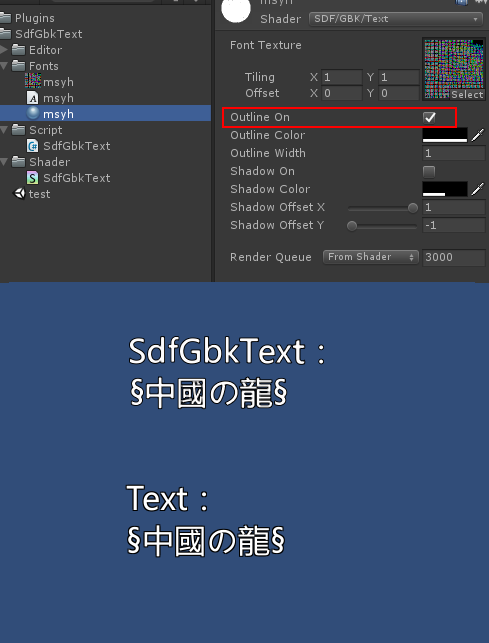 Plugins
SdfGbkText
Editor
Fonts
msyh
msyh
msyh
Script
SdfGbkText
Shader
SdfGbkText
test
msyh
Shader SDF/GBK/Text
Font Texture
Tiling X 1 Y 1
Offset X 0 Y 0
Select
Outline On
Outline Color
Outline Width 1
Shadow On
Shadow Color
Shadow Offset X 1
Shadow Offset Y -1
Render Queue From Shader 3000
SdfGbkText：
§中國の龍§
Text：
§中國の龍§